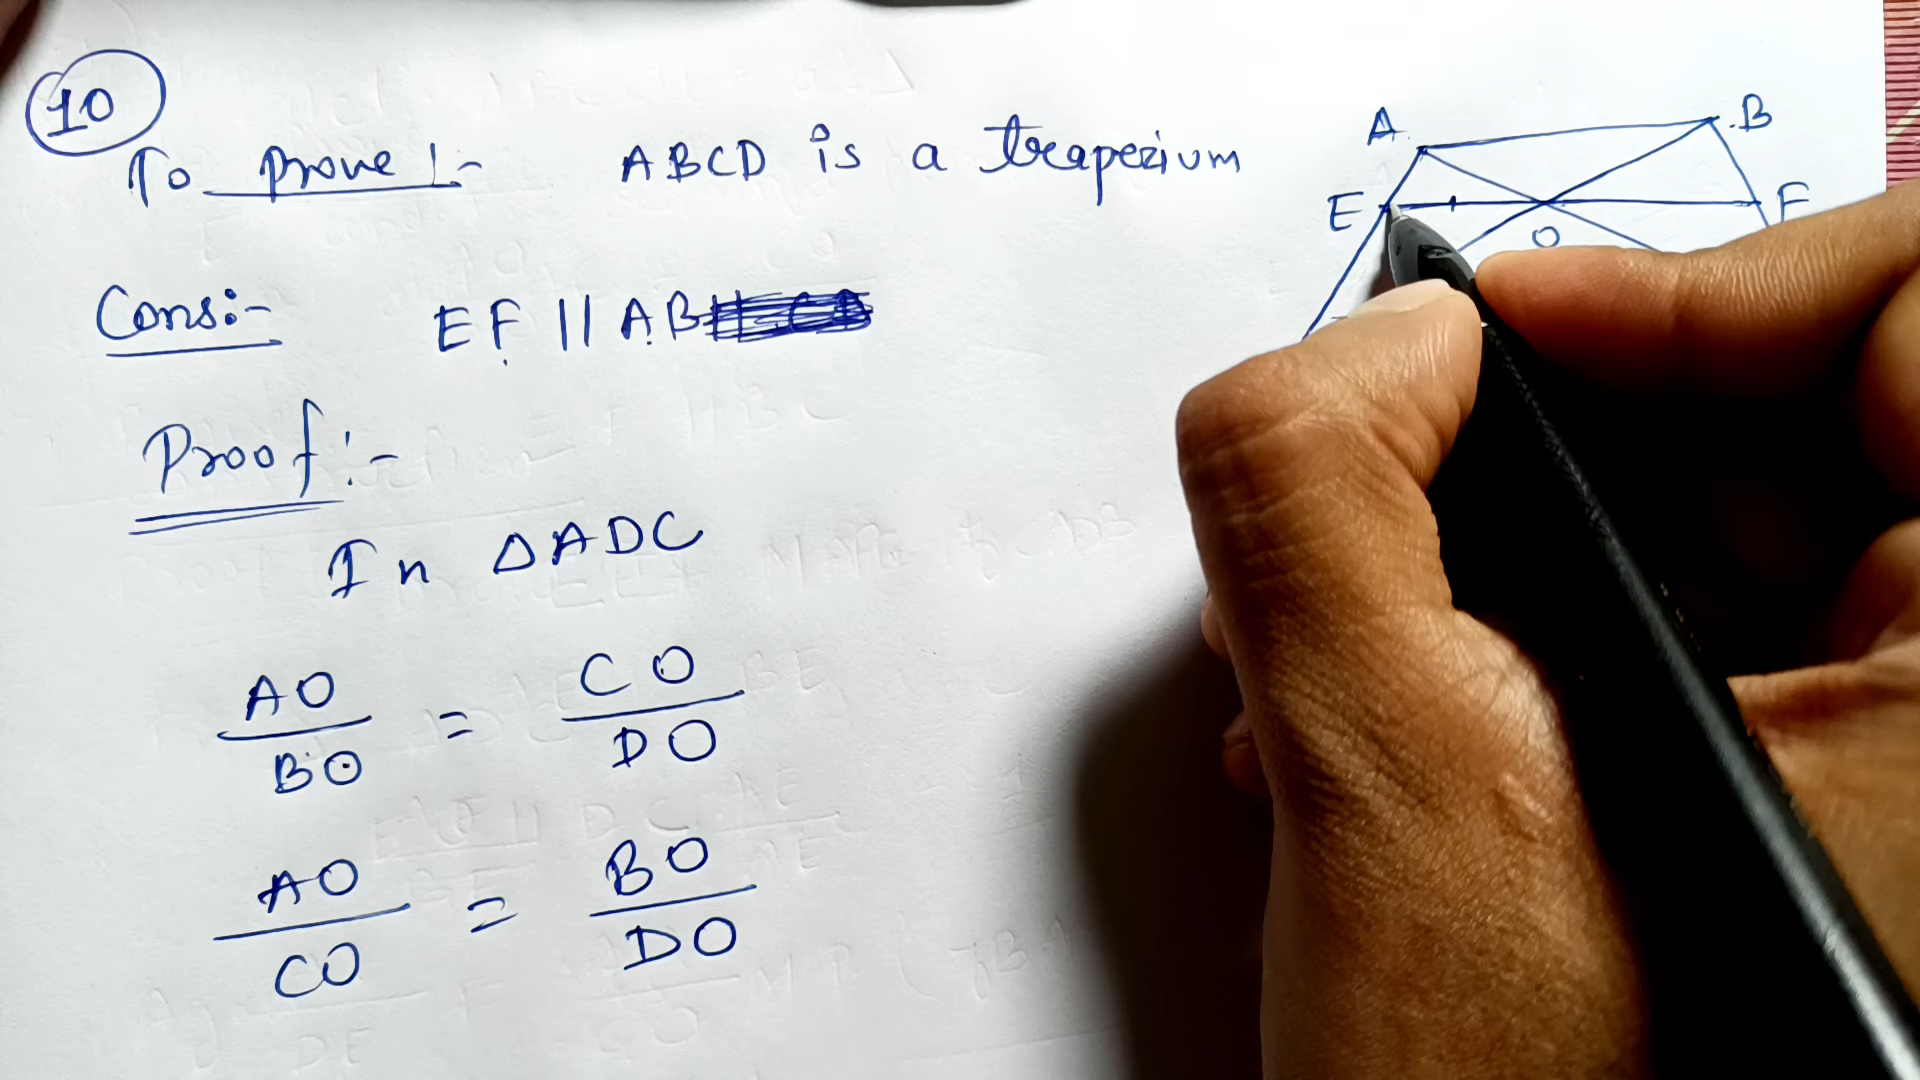 10
To prove :- ABCD is a trapezium
A
B
E
F
O
Cons:- EF || AB
Proof :-
In △ADC
AO/BO = CO/DO
AO/CO = BO/DO